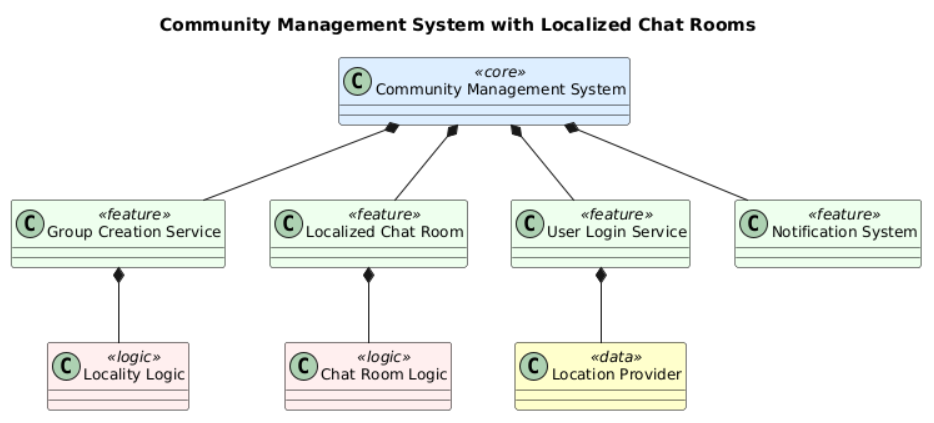 Community Management System with Localized Chat Rooms
«core»
C Community Management System
«feature»
C Group Creation Service
«feature»
C Localized Chat Room
«feature»
C User Login Service
«feature»
C Notification System
«logic»
C Locality Logic
«logic»
C Chat Room Logic
«data»
C Location Provider